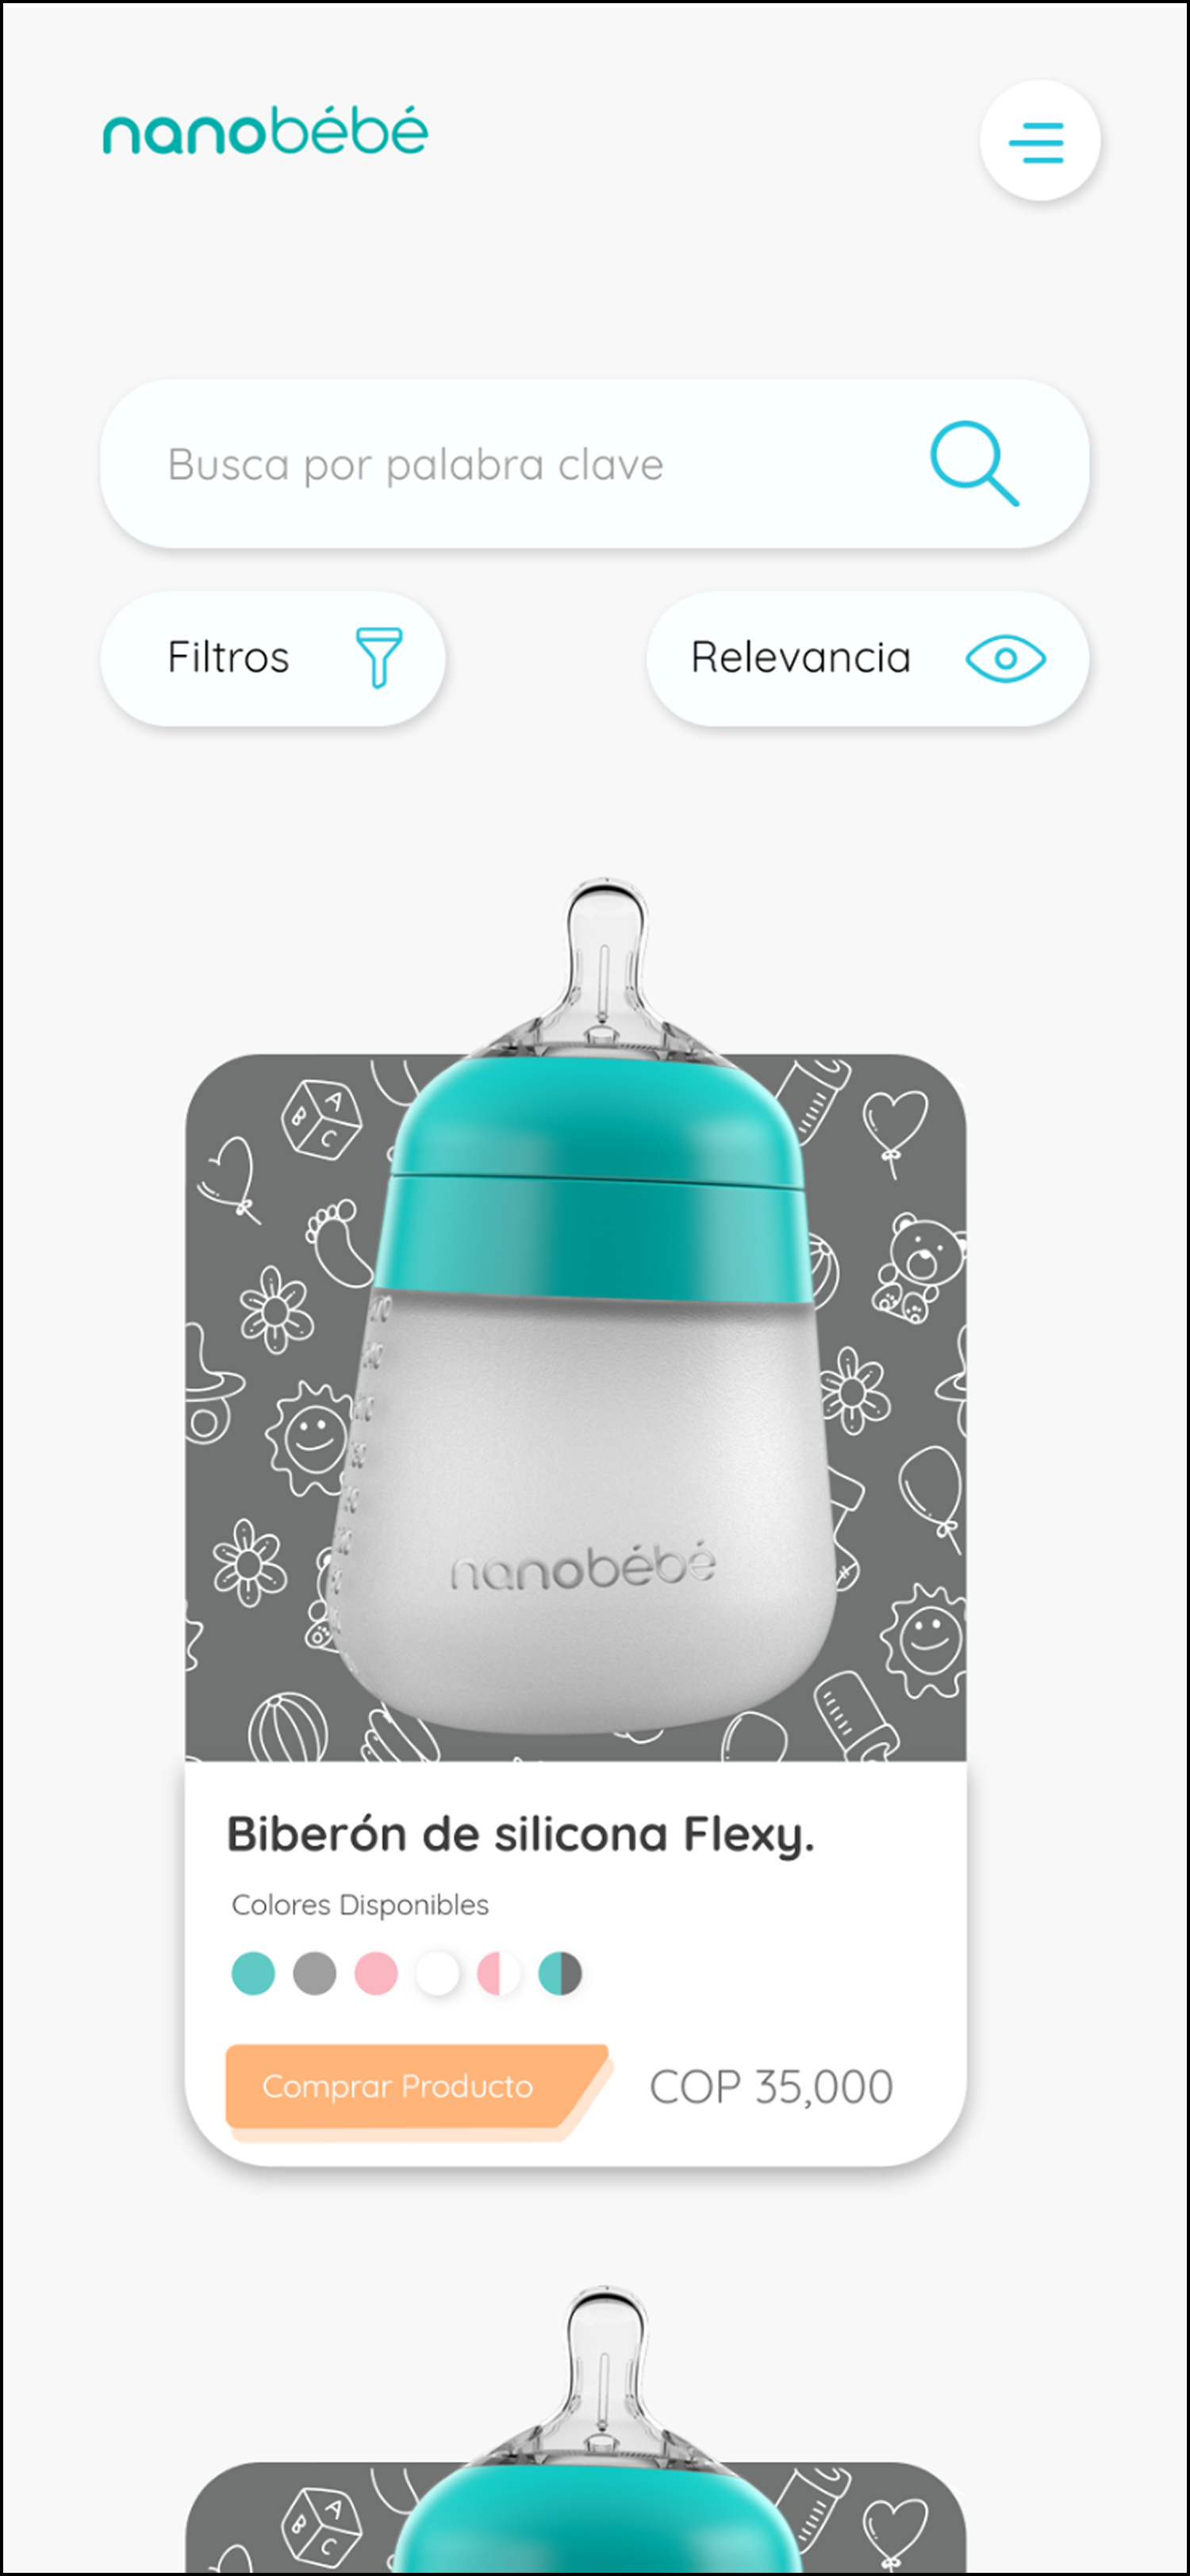 nanobébé
Busca por palabra clave
Filtros
Relevancia
A
B
C
nanobébé
Biberón de silicona Flexy.
Colores Disponibles
Comprar Producto
COP 35,000
A
B
C